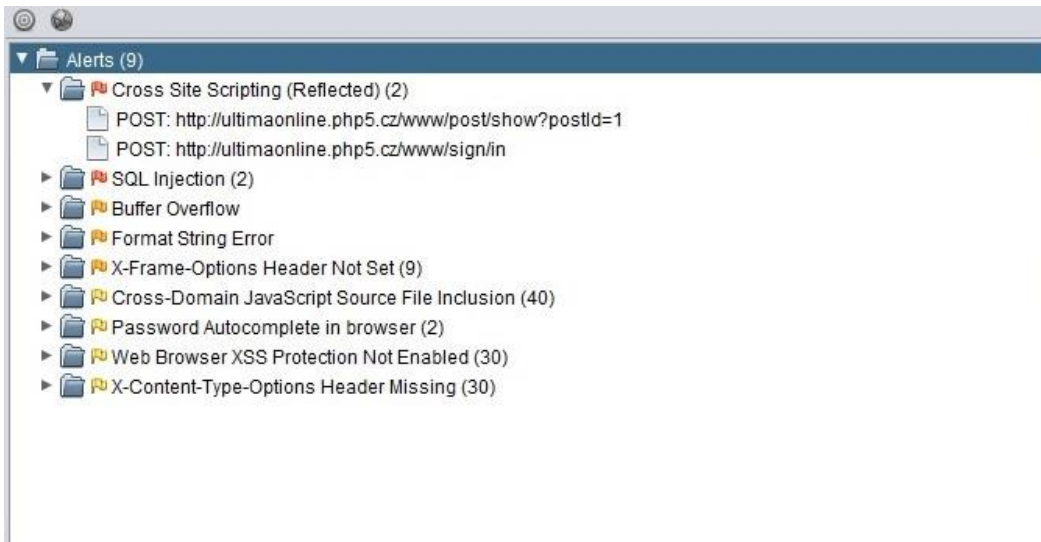 Alerts (9)
Cross Site Scripting (Reflected) (2)
POST: http://ultimaonline.php5.cz/www/post/show?postId=1
POST: http://ultimaonline.php5.cz/www/sign/in
SQL Injection (2)
Buffer Overflow
Format String Error
X-Frame-Options Header Not Set (9)
Cross-Domain JavaScript Source File Inclusion (40)
Password Autocomplete in browser (2)
Web Browser XSS Protection Not Enabled (30)
X-Content-Type-Options Header Missing (30)